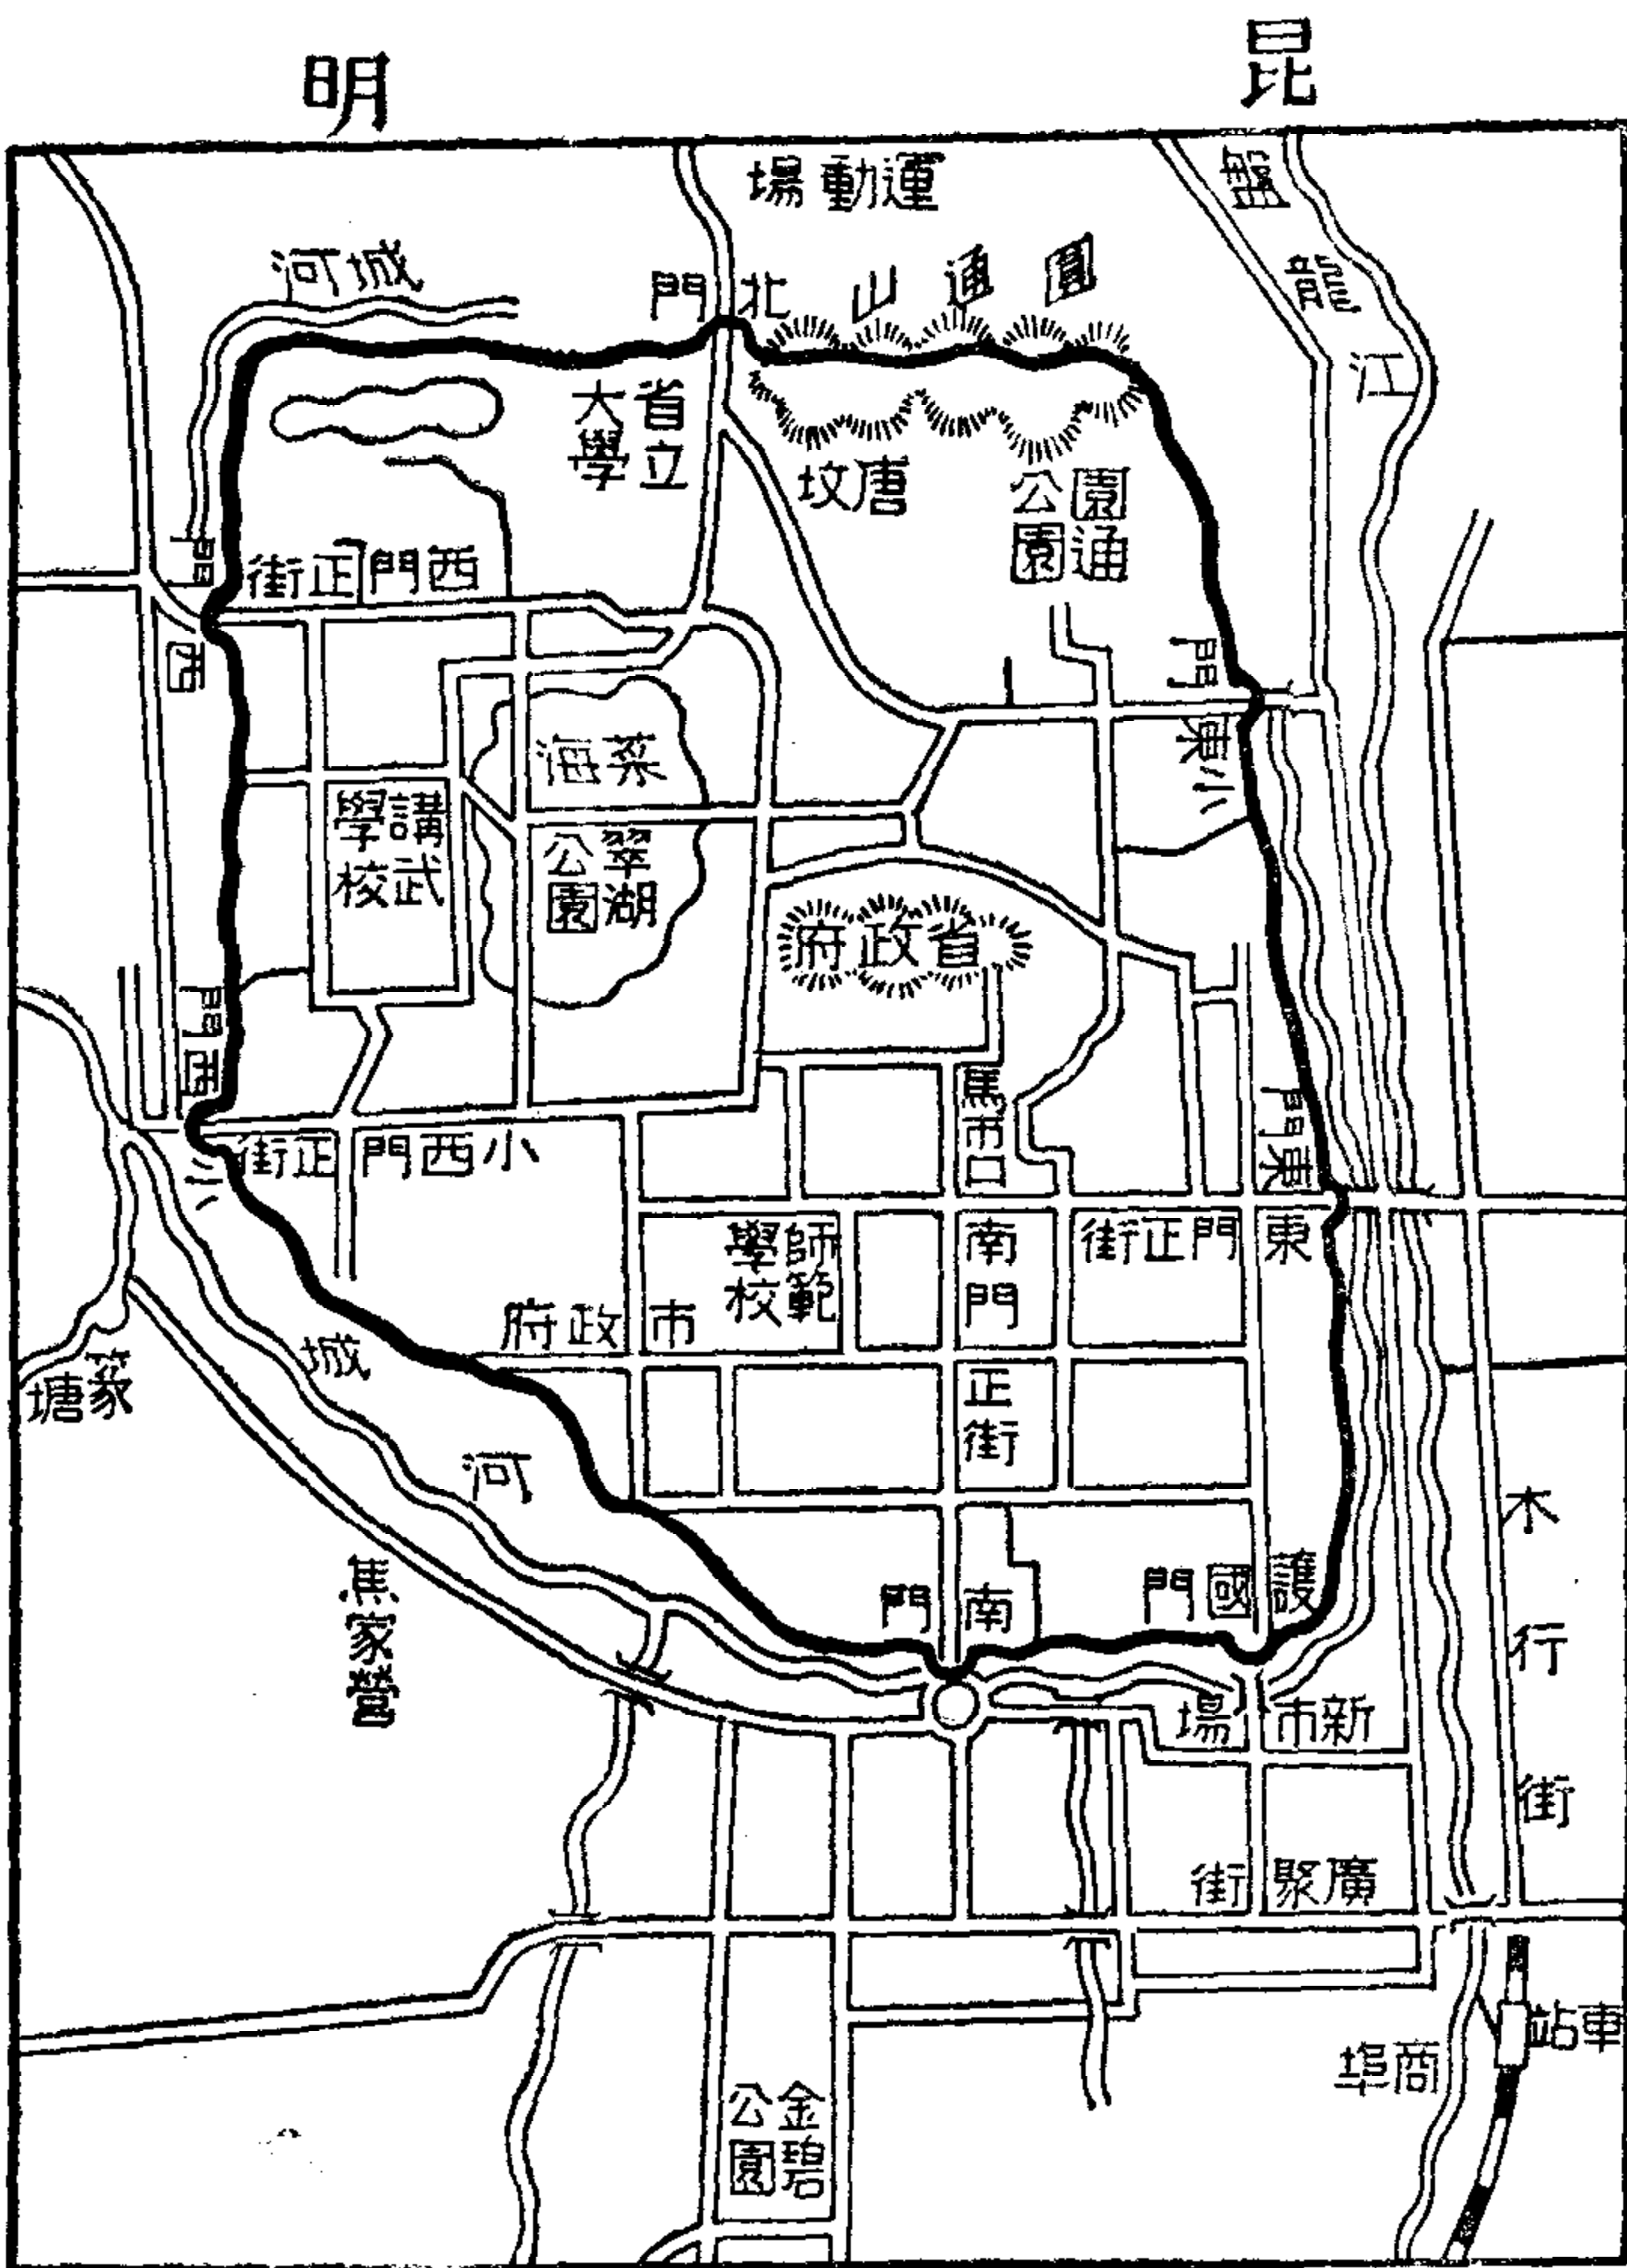 昆明
運動場
盤龍江
城河
北門
圓通山
省立
大學
唐墳
圓通
公園
西門正街
西門
小東門
菜海
講武
學校
翠湖
公園
省政府
小西門
小西門正街
馬市口
東門
東門正街
師範
學校
南門正街
市政府
篆塘
城河
木行街
焦家營
南門
護國門
新市場
廣聚街
車站
商埠
金碧
公園